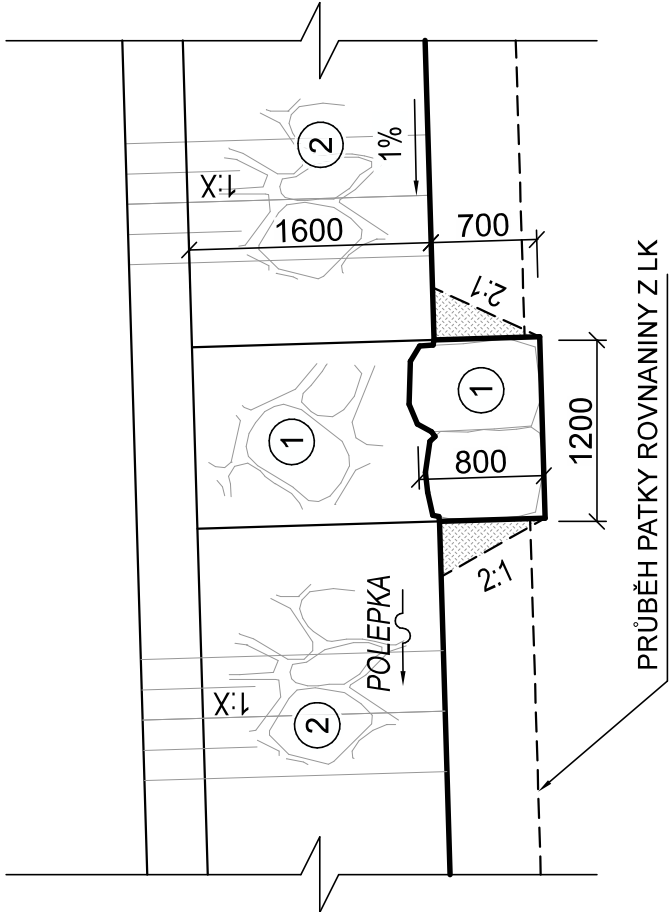 2
1%
1:X
1600
700
2:1
1
1
800
1200
2:1
POLEPKA
1:X
2
PRŮBĚH PATKY ROVNANINY Z LK